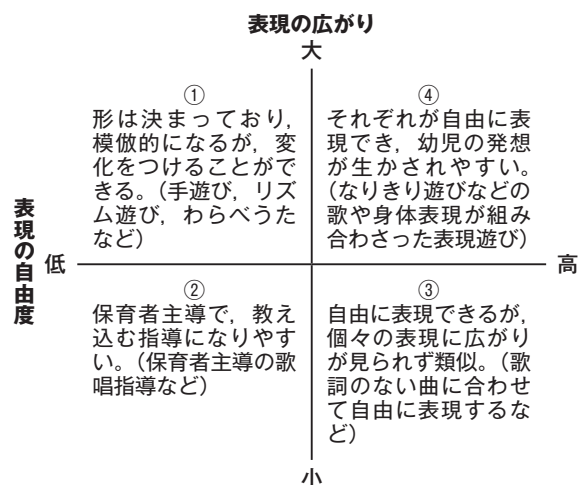 表現の広がり
大
①
形は決まっており，
模倣的になるが，変
化をつけることがで
きる。（手遊び，リズ
ム遊び，わらべうた
など）
④
それぞれが自由に表
現でき，幼児の発想
が生かされやすい。
（なりきり遊びなどの
歌や身体表現が組み
合わさった表現遊び）
表現の自由度
低
高
②
保育者主導で，教え
込む指導になりやす
い。（保育者主導の歌
唱指導など）
③
自由に表現できるが，
個々の表現に広がり
が見られず類似。（歌
詞のない曲に合わせ
て自由に表現するな
ど）
小